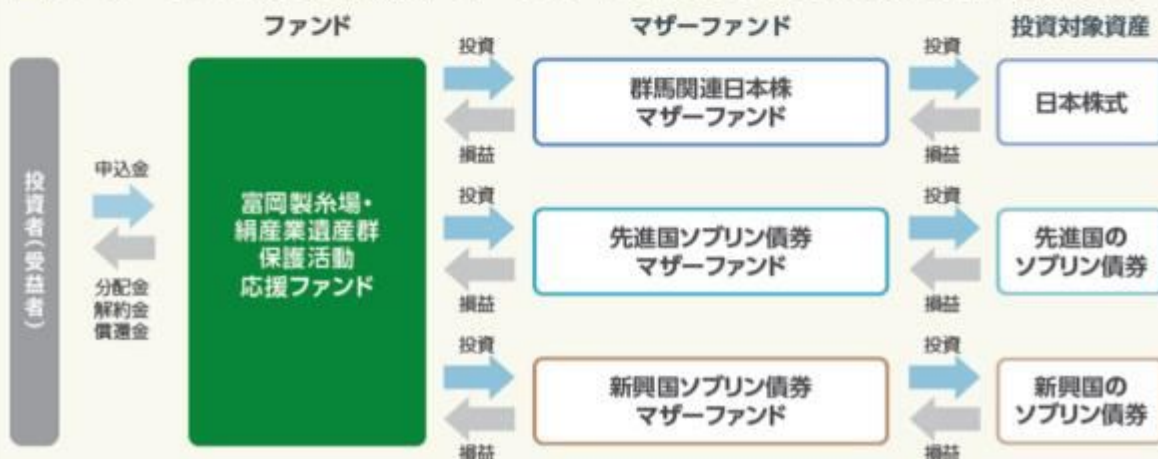 ファンド
マザーファンド
投資対象資産
投資者(受益者)
申込金
分配金
解約金
償還金
富岡製糸場・
絹産業遺産群
保護活動
応援ファンド
投資
損益
群馬関連日本株
マザーファンド
投資
損益
日本株式
投資
損益
先進国ソブリン債券
マザーファンド
投資
損益
先進国の
ソブリン債券
投資
損益
新興国ソブリン債券
マザーファンド
投資
損益
新興国の
ソブリン債券